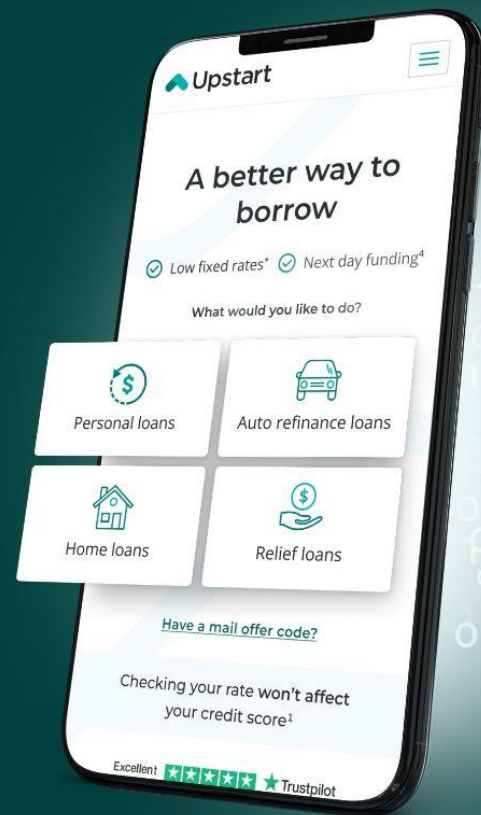 Upstart
A better way to
borrow
Low fixed rates* Next day funding⁴
What would you like to do?
Personal loans
Auto refinance loans
Home loans
Relief loans
Have a mail offer code?
Checking your rate won't affect
your credit score¹
Excellent Trustpilot